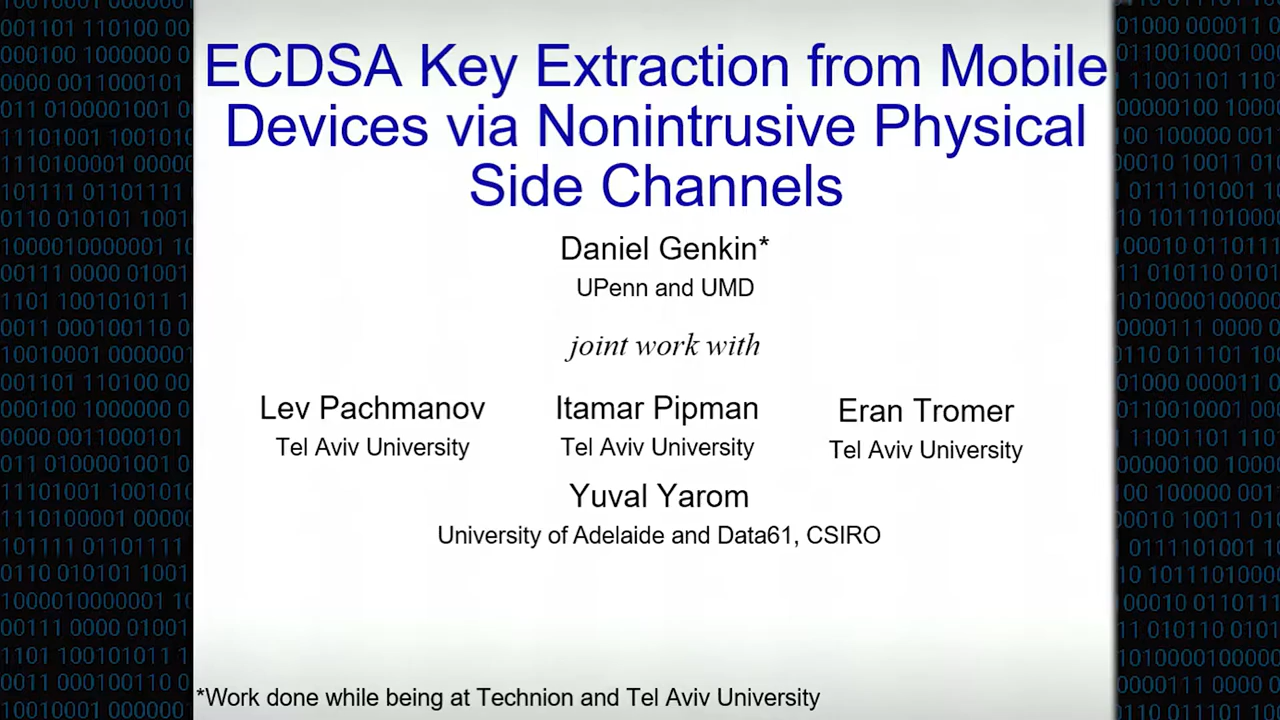 ECDSA Key Extraction from Mobile
Devices via Nonintrusive Physical
Side Channels
Daniel Genkin*
UPenn and UMD
joint work with
Lev Pachmanov Itamar Pipman Eran Tromer
Tel Aviv University Tel Aviv University Tel Aviv University
Yuval Yarom
University of Adelaide and Data61, CSIRO
*Work done while being at Technion and Tel Aviv University